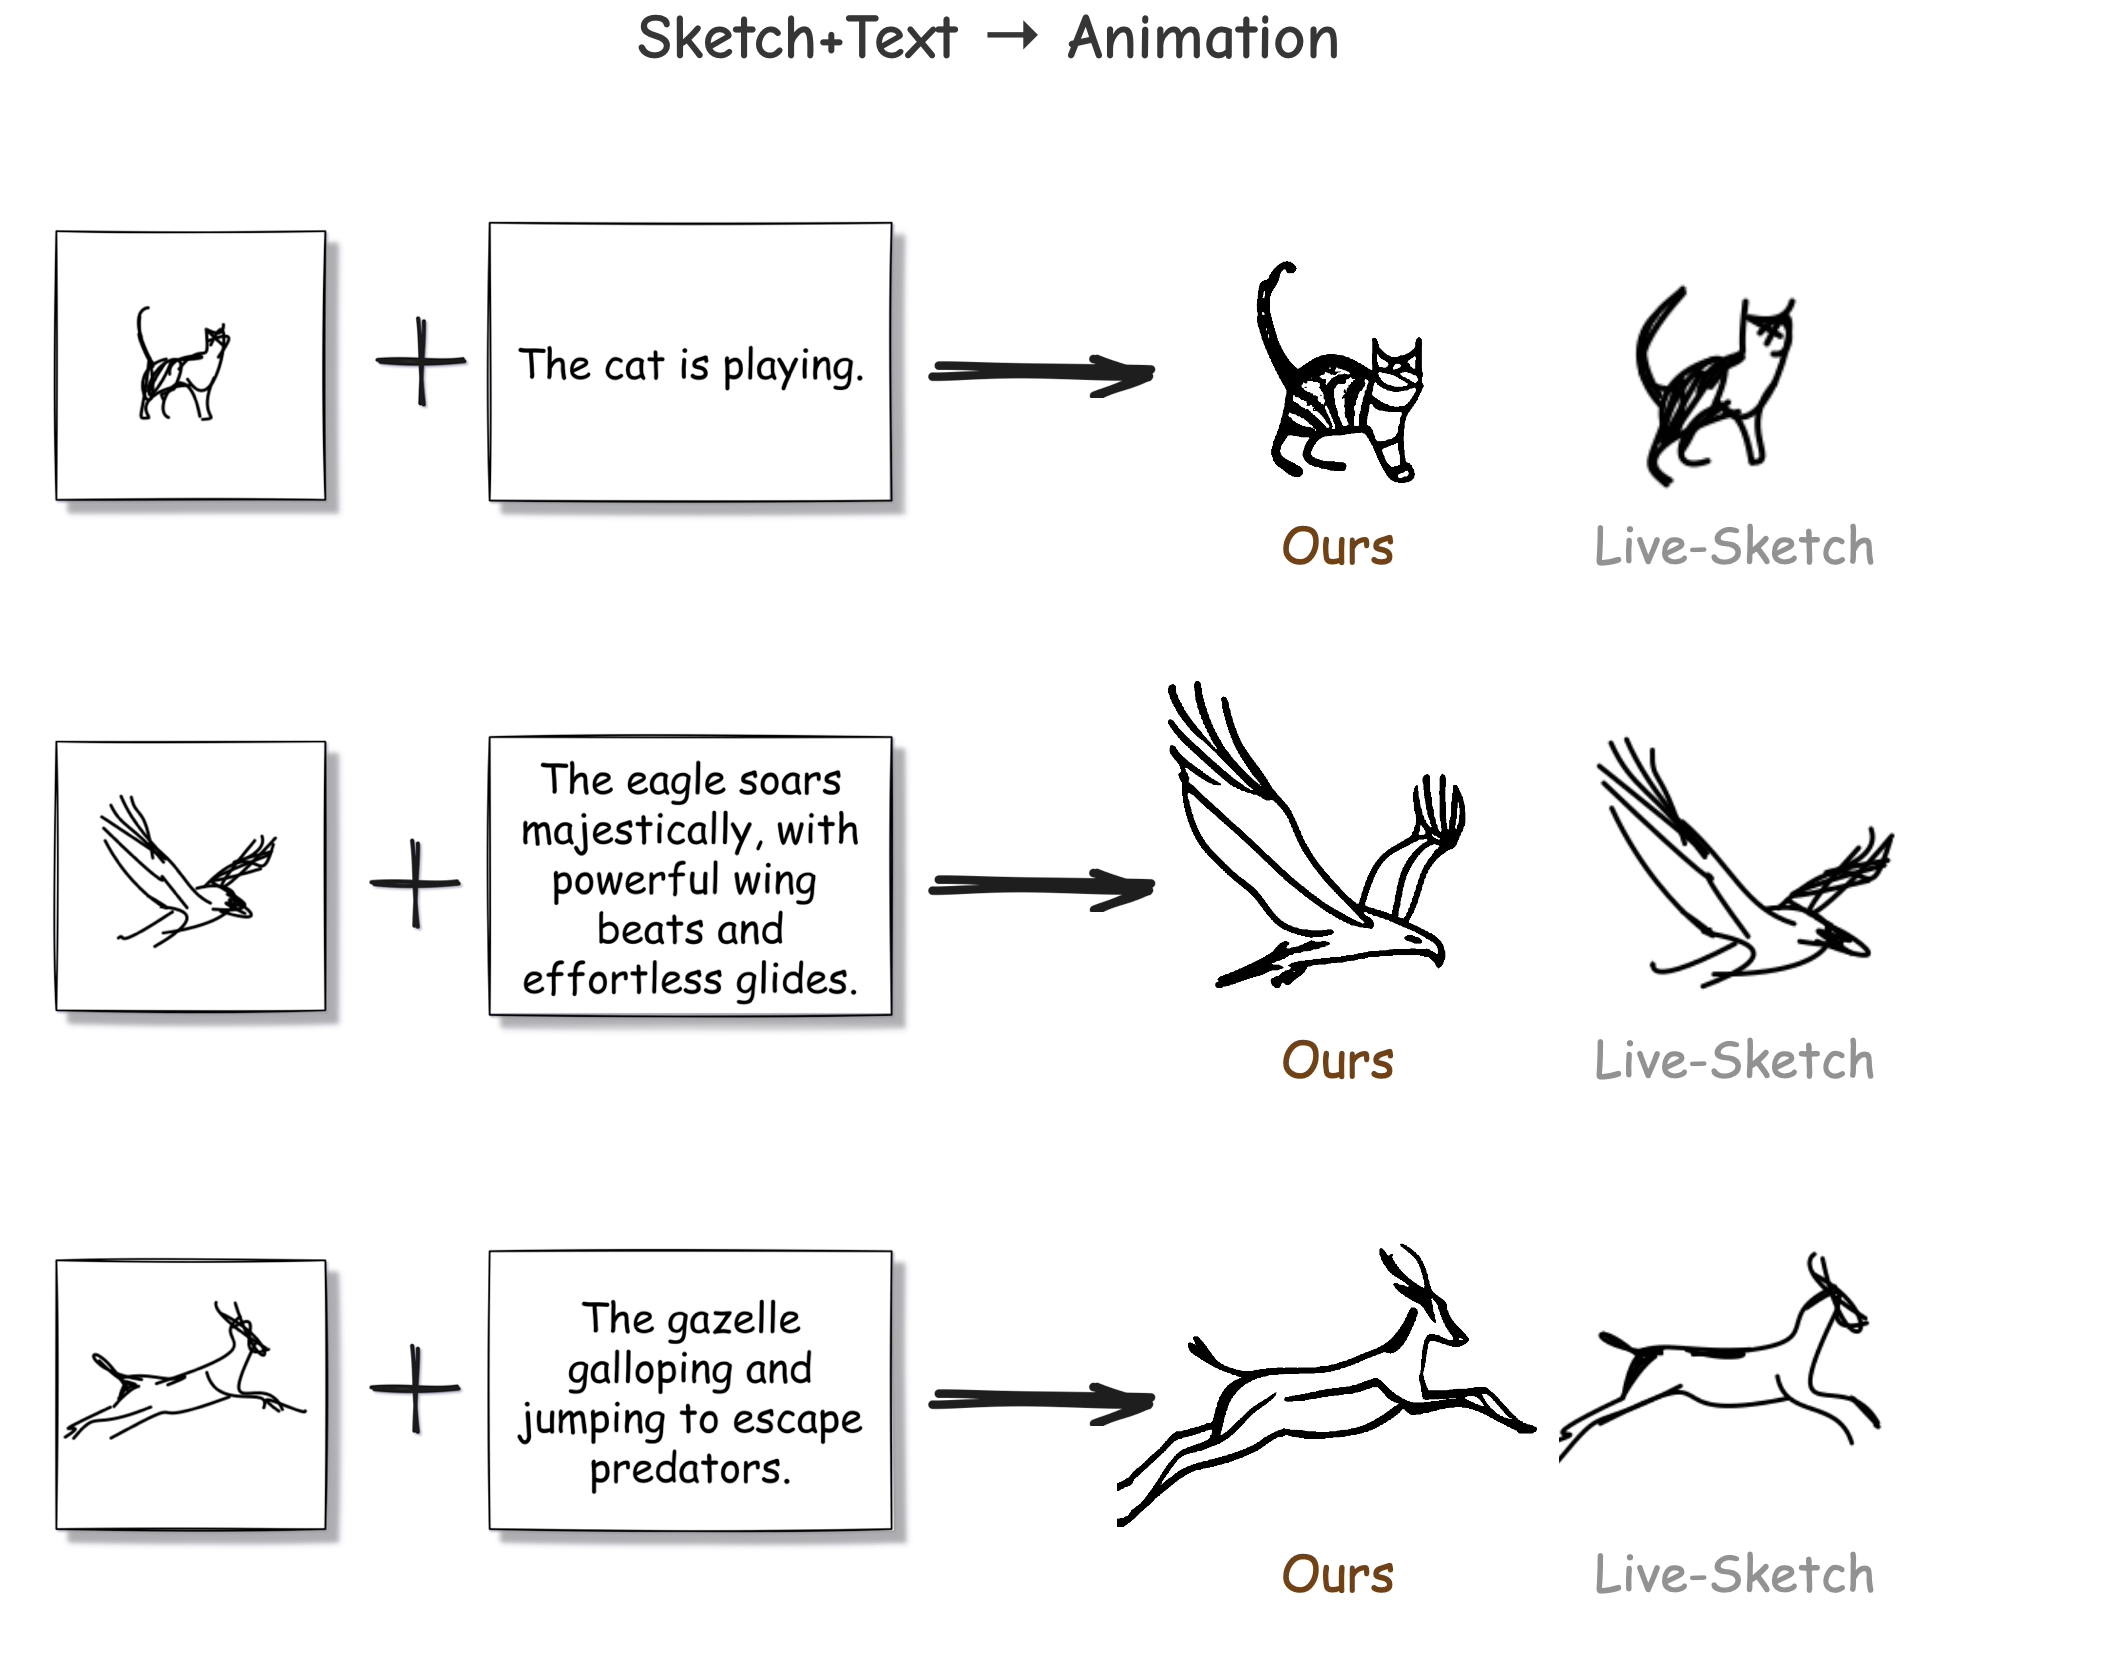 Sketch+Text → Animation
The cat is playing.
Ours
Live-Sketch
The eagle soars
majestically, with
powerful wing
beats and
effortless glides.
Ours
Live-Sketch
The gazelle
galloping and
jumping to escape
predators.
Ours
Live-Sketch